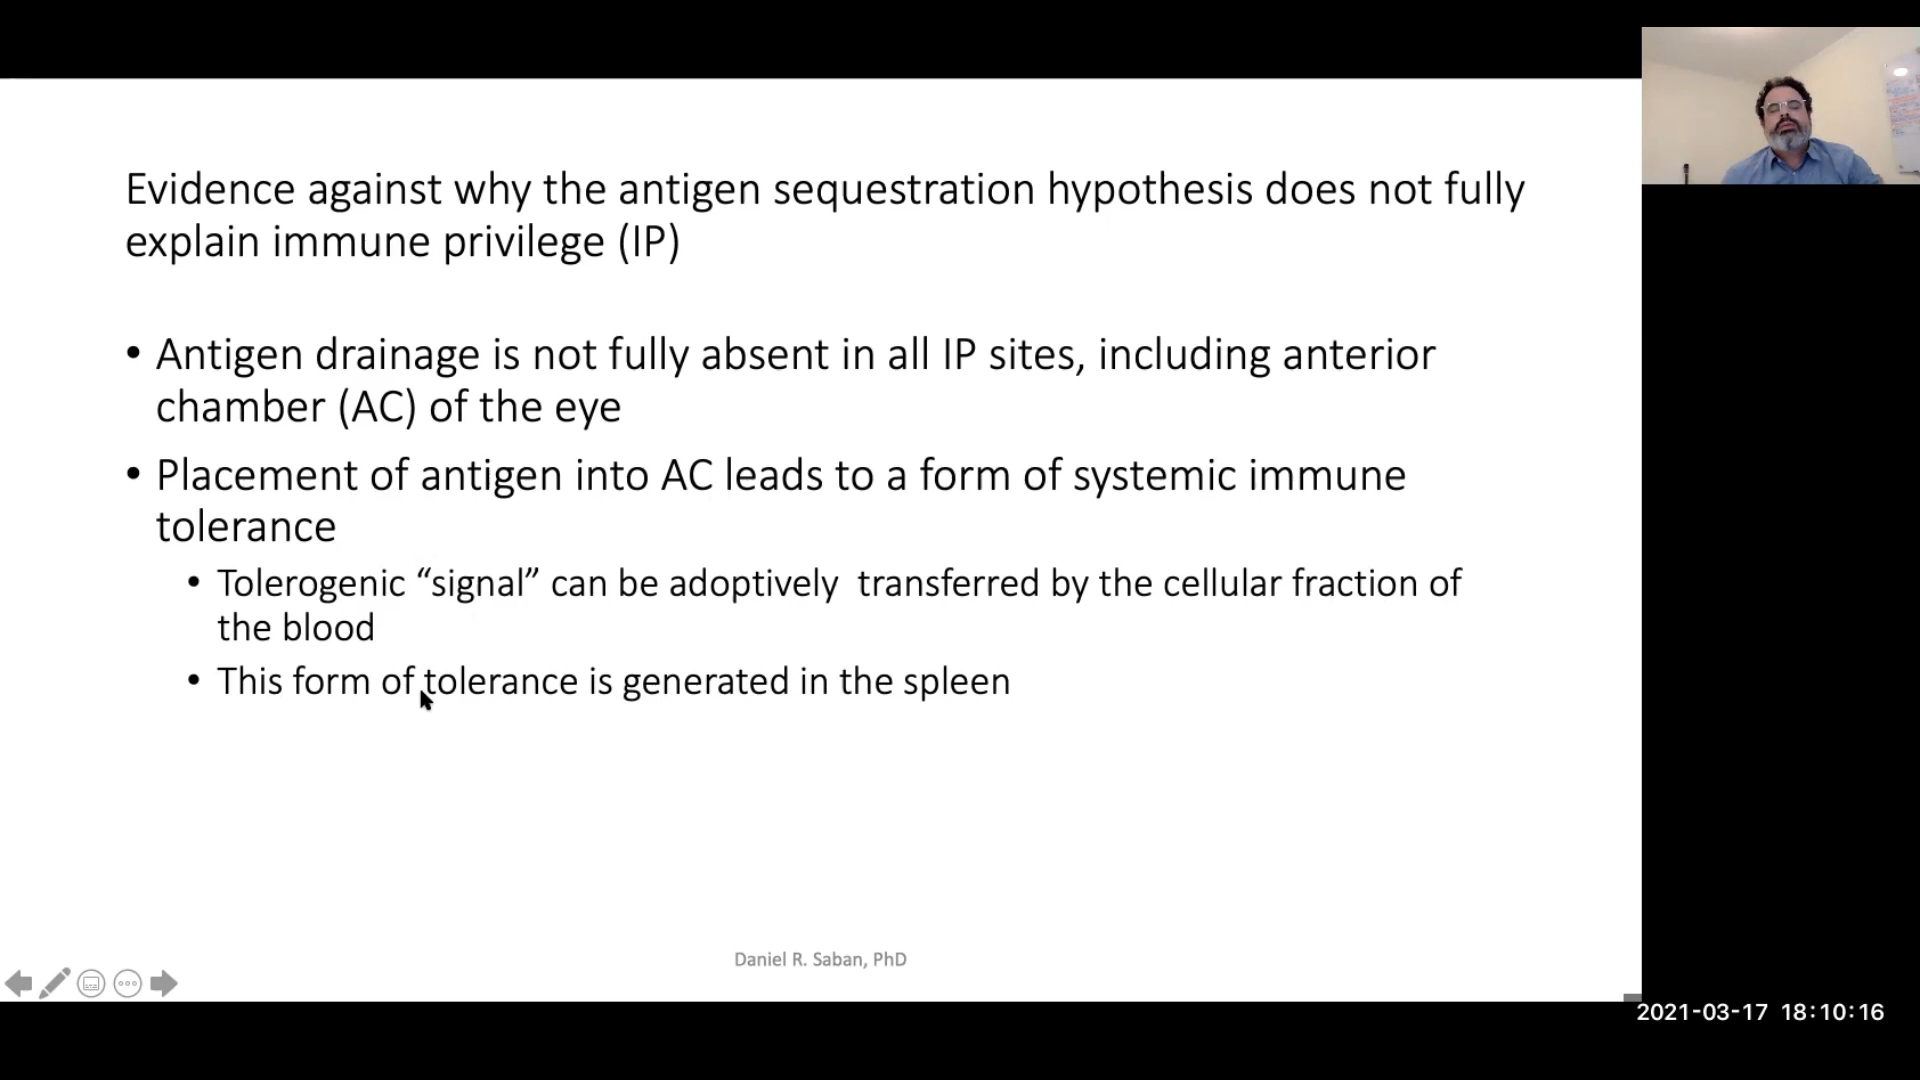 Evidence against why the antigen sequestration hypothesis does not fully
explain immune privilege (IP)
• Antigen drainage is not fully absent in all IP sites, including anterior
chamber (AC) of the eye
• Placement of antigen into AC leads to a form of systemic immune
tolerance
• Tolerogenic “signal” can be adoptively  transferred by the cellular fraction of
the blood
• This form of tolerance is generated in the spleen
Daniel R. Saban, PhD
2021-03-17 18:10:16